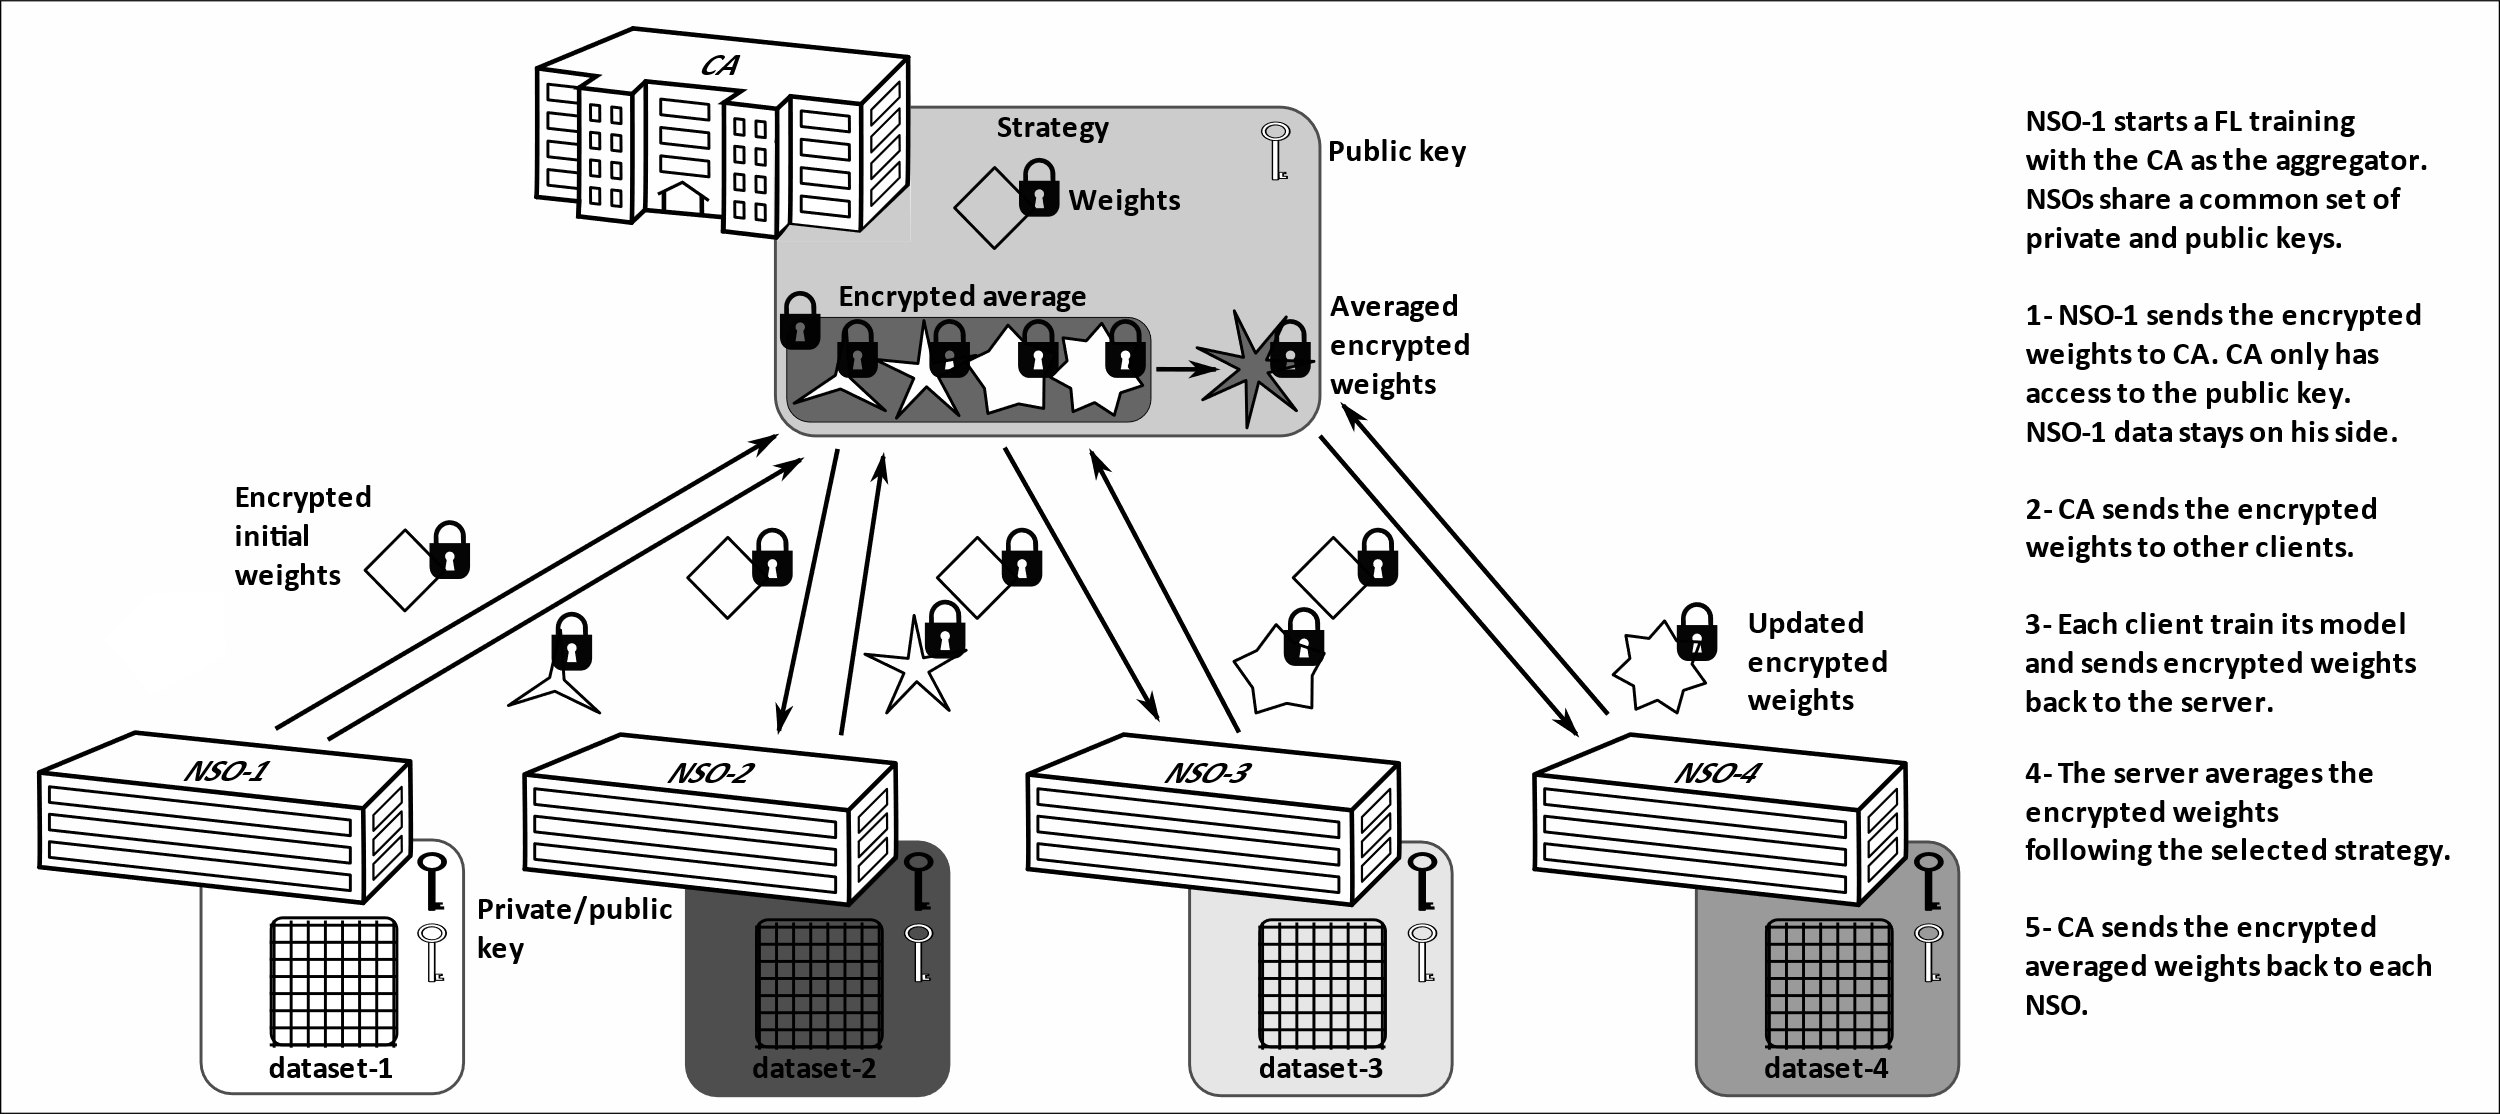 CA
Strategy
Public key
Weights
Encrypted average
Averaged
encrypted
weights
Encrypted
initial
weights
Updated
encrypted
weights
NSO-1
NSO-2
NSO-3
NSO-4
Private/public
key
dataset-1
dataset-2
dataset-3
dataset-4
NSO-1 starts a FL training
with the CA as the aggregator.
NSOs share a common set of
private and public keys.
1- NSO-1 sends the encrypted
weights to CA. CA only has
access to the public key.
NSO-1 data stays on his side.
2- CA sends the encrypted
weights to other clients.
3- Each client train its model
and sends encrypted weights
back to the server.
4- The server averages the
encrypted weights
following the selected strategy.
5- CA sends the encrypted
averaged weights back to each
NSO.